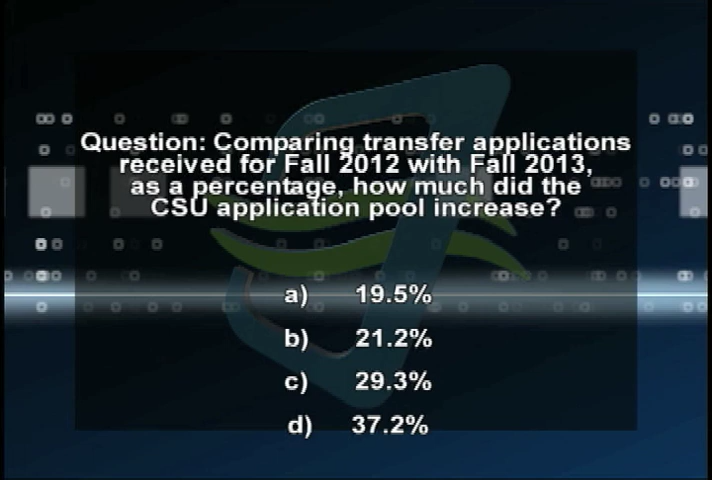 Question: Comparing transfer applications
received for Fall 2012 with Fall 2013,
as a percentage, how much did the
CSU application pool increase?
a) 19.5%
b) 21.2%
c) 29.3%
d) 37.2%